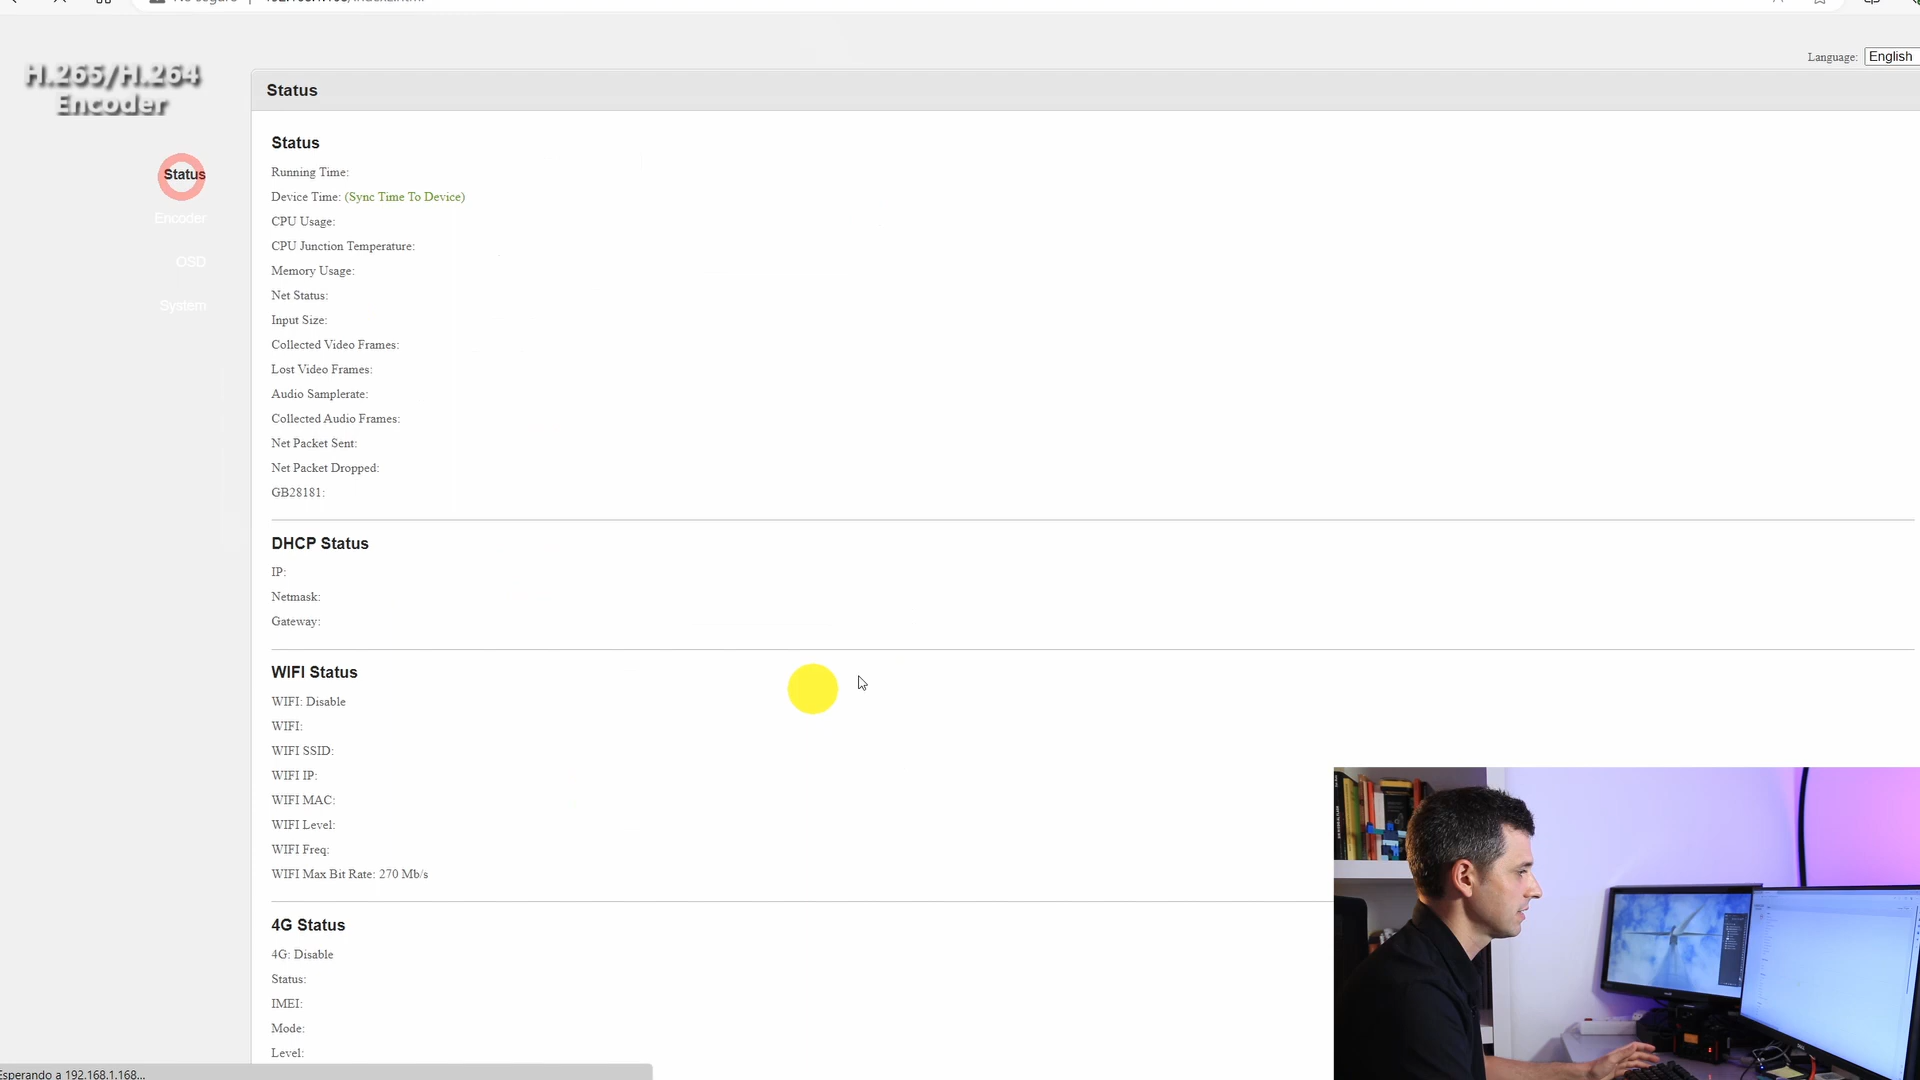 Language: English
H.265/H.264
Encoder
Status
Encoder
OSD
System
Status
Status
Running Time:
Device Time: (Sync Time To Device)
CPU Usage:
CPU Junction Temperature:
Memory Usage:
Net Status:
Input Size:
Collected Video Frames:
Lost Video Frames:
Audio Samplerate:
Collected Audio Frames:
Net Packet Sent:
Net Packet Dropped:
GB28181:
DHCP Status
IP:
Netmask:
Gateway:
WIFI Status
WIFI: Disable
WIFI:
WIFI SSID:
WIFI IP:
WIFI MAC:
WIFI Level:
WIFI Freq:
WIFI Max Bit Rate: 270 Mb/s
4G Status
4G: Disable
Status:
IMEI:
Mode:
Level:
Esperando a 192.168.1.168...